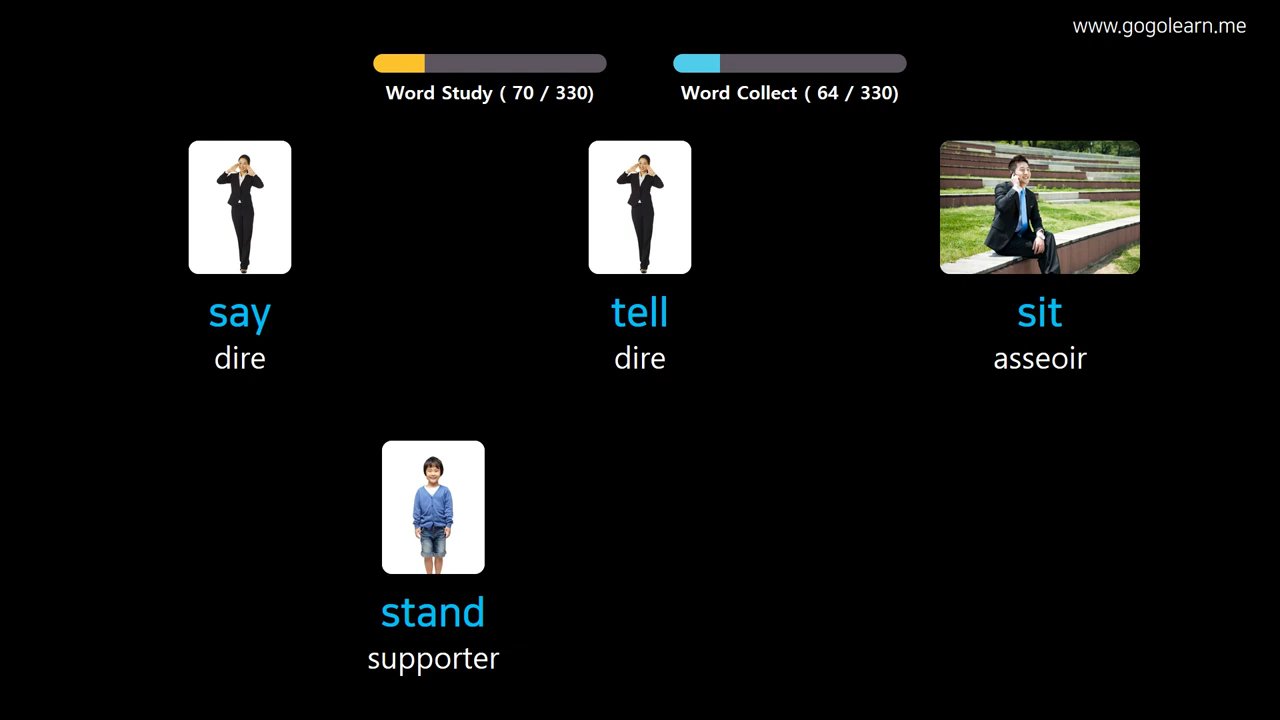 www.gogolearn.me
Word Study ( 70 / 330)
Word Collect ( 64 / 330)
say
dire
tell
dire
sit
asseoir
stand
supporter